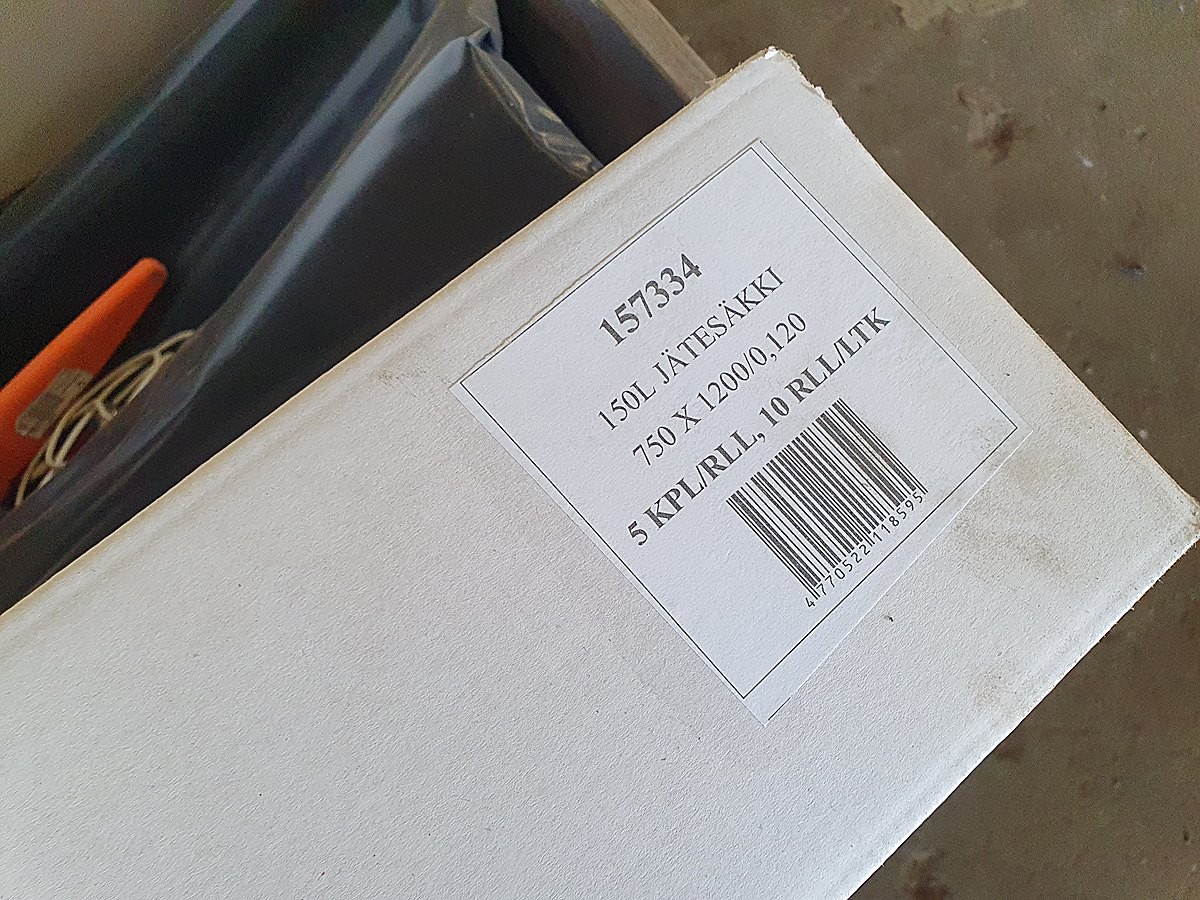 157334
150L JÄTESÄKKI
750 X 1200/0,120
5 KPL/RLL, 10 RLL/LTK
4770522118595